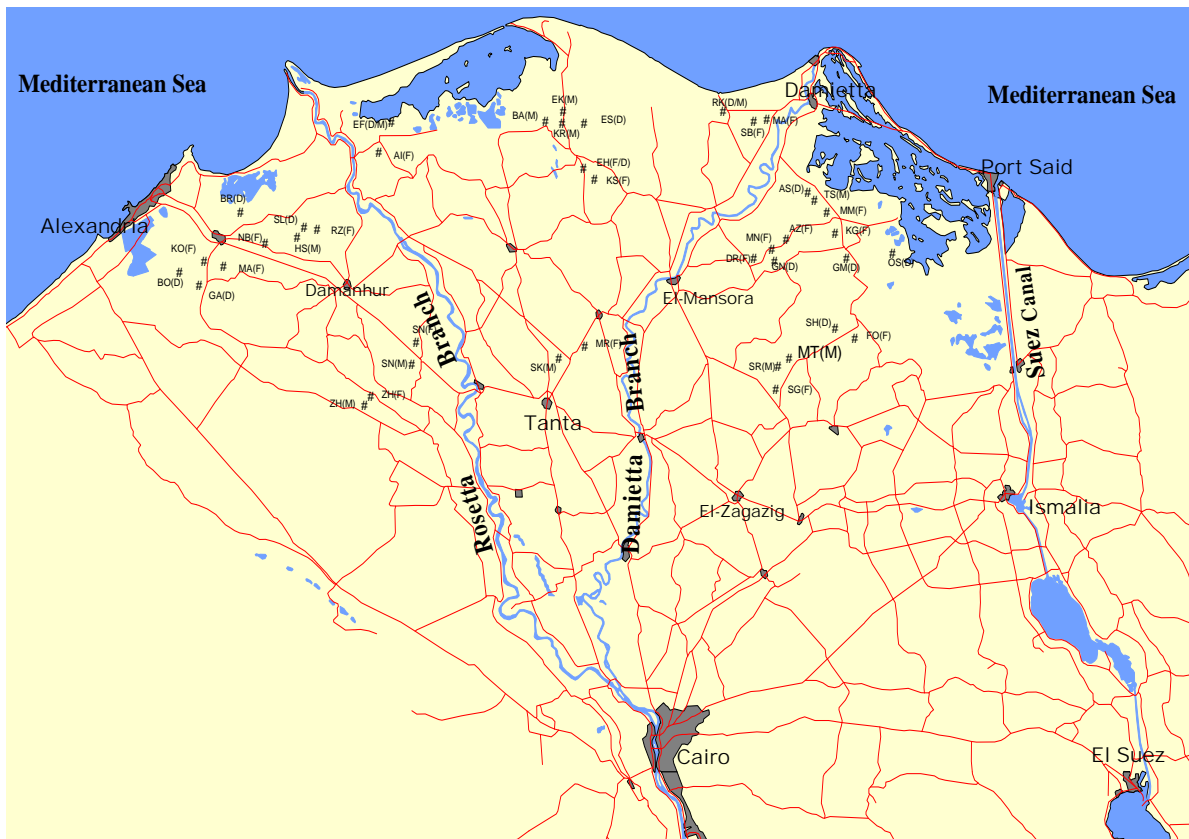 Mediterranean Sea
Mediterranean Sea
Damietta
EK(M)
RK(D/M)
BA(M)
ES(D)
EF(D/M)
KR(M)
SB(F)
MA(F)
AI(F)
EH(F/D)
KS(F)
Port Said
BR(D)
AS(D)
TS(M)
MM(F)
Alexandria
SL(D)
RZ(F)
NB(F)
HS(M)
AZ(F)
KG(F)
MN(F)
KO(F)
MA(F)
DR(F)
GN(D)
GM(D)
OS(D)
BO(D)
GA(D)
Damanhur
El-Mansora
Suez Canal
Branch
SH(D)
FO(F)
MR(F)
MT(M)
SN(M)
SK(M)
SR(M)
Branch
SG(F)
ZH(M)
ZH(F)
Tanta
Rosetta
Damietta
El-Zagazig
Ismalia
Cairo
El Suez